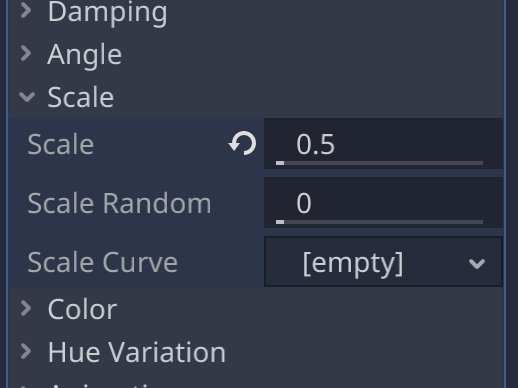 Damping
Angle
Scale
Scale 0.5
Scale Random 0
Scale Curve [empty]
Color
Hue Variation